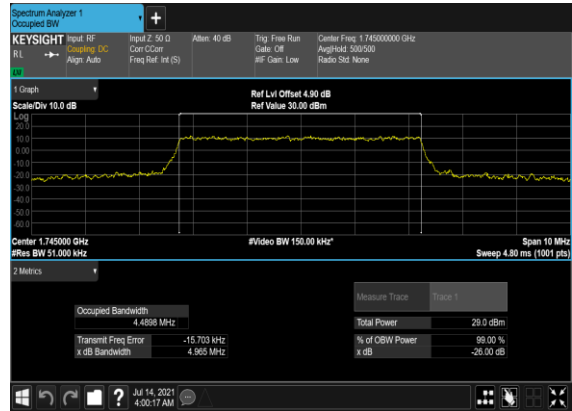 Spectrum Analyzer 1
Occupied BW
+
KEYSIGHT Input: RF Input Z: 50 Ω Atten: 40 dB Trig: Free Run Center Freq: 1.745000000 GHz
RL Coupling: DC Corr CCorr Gate: Off Avg|Hold: 500/500
Align: Auto Freq Ref: Int (S) #IF Gain: Low Radio Std: None
LW
1 Graph
Ref Lvl Offset 4.90 dB
Scale/Div 10.0 dB Ref Value 30.00 dBm
Log
20.0
10.0
0.00
-10.0
-20.0
-30.0
-40.0
-50.0
-60.0
Center 1.745000 GHz #Video BW 150.00 kHz* Span 10 MHz
#Res BW 51.000 kHz Sweep 4.80 ms (1001 pts)
2 Metrics
Measure Trace Trace 1
Occupied Bandwidth
4.4898 MHz Total Power 29.0 dBm
Transmit Freq Error -15.703 kHz % of OBW Power 99.00 %
x dB Bandwidth 4.965 MHz x dB -26.00 dB
? Jul 14, 2021
4:00:17 AM